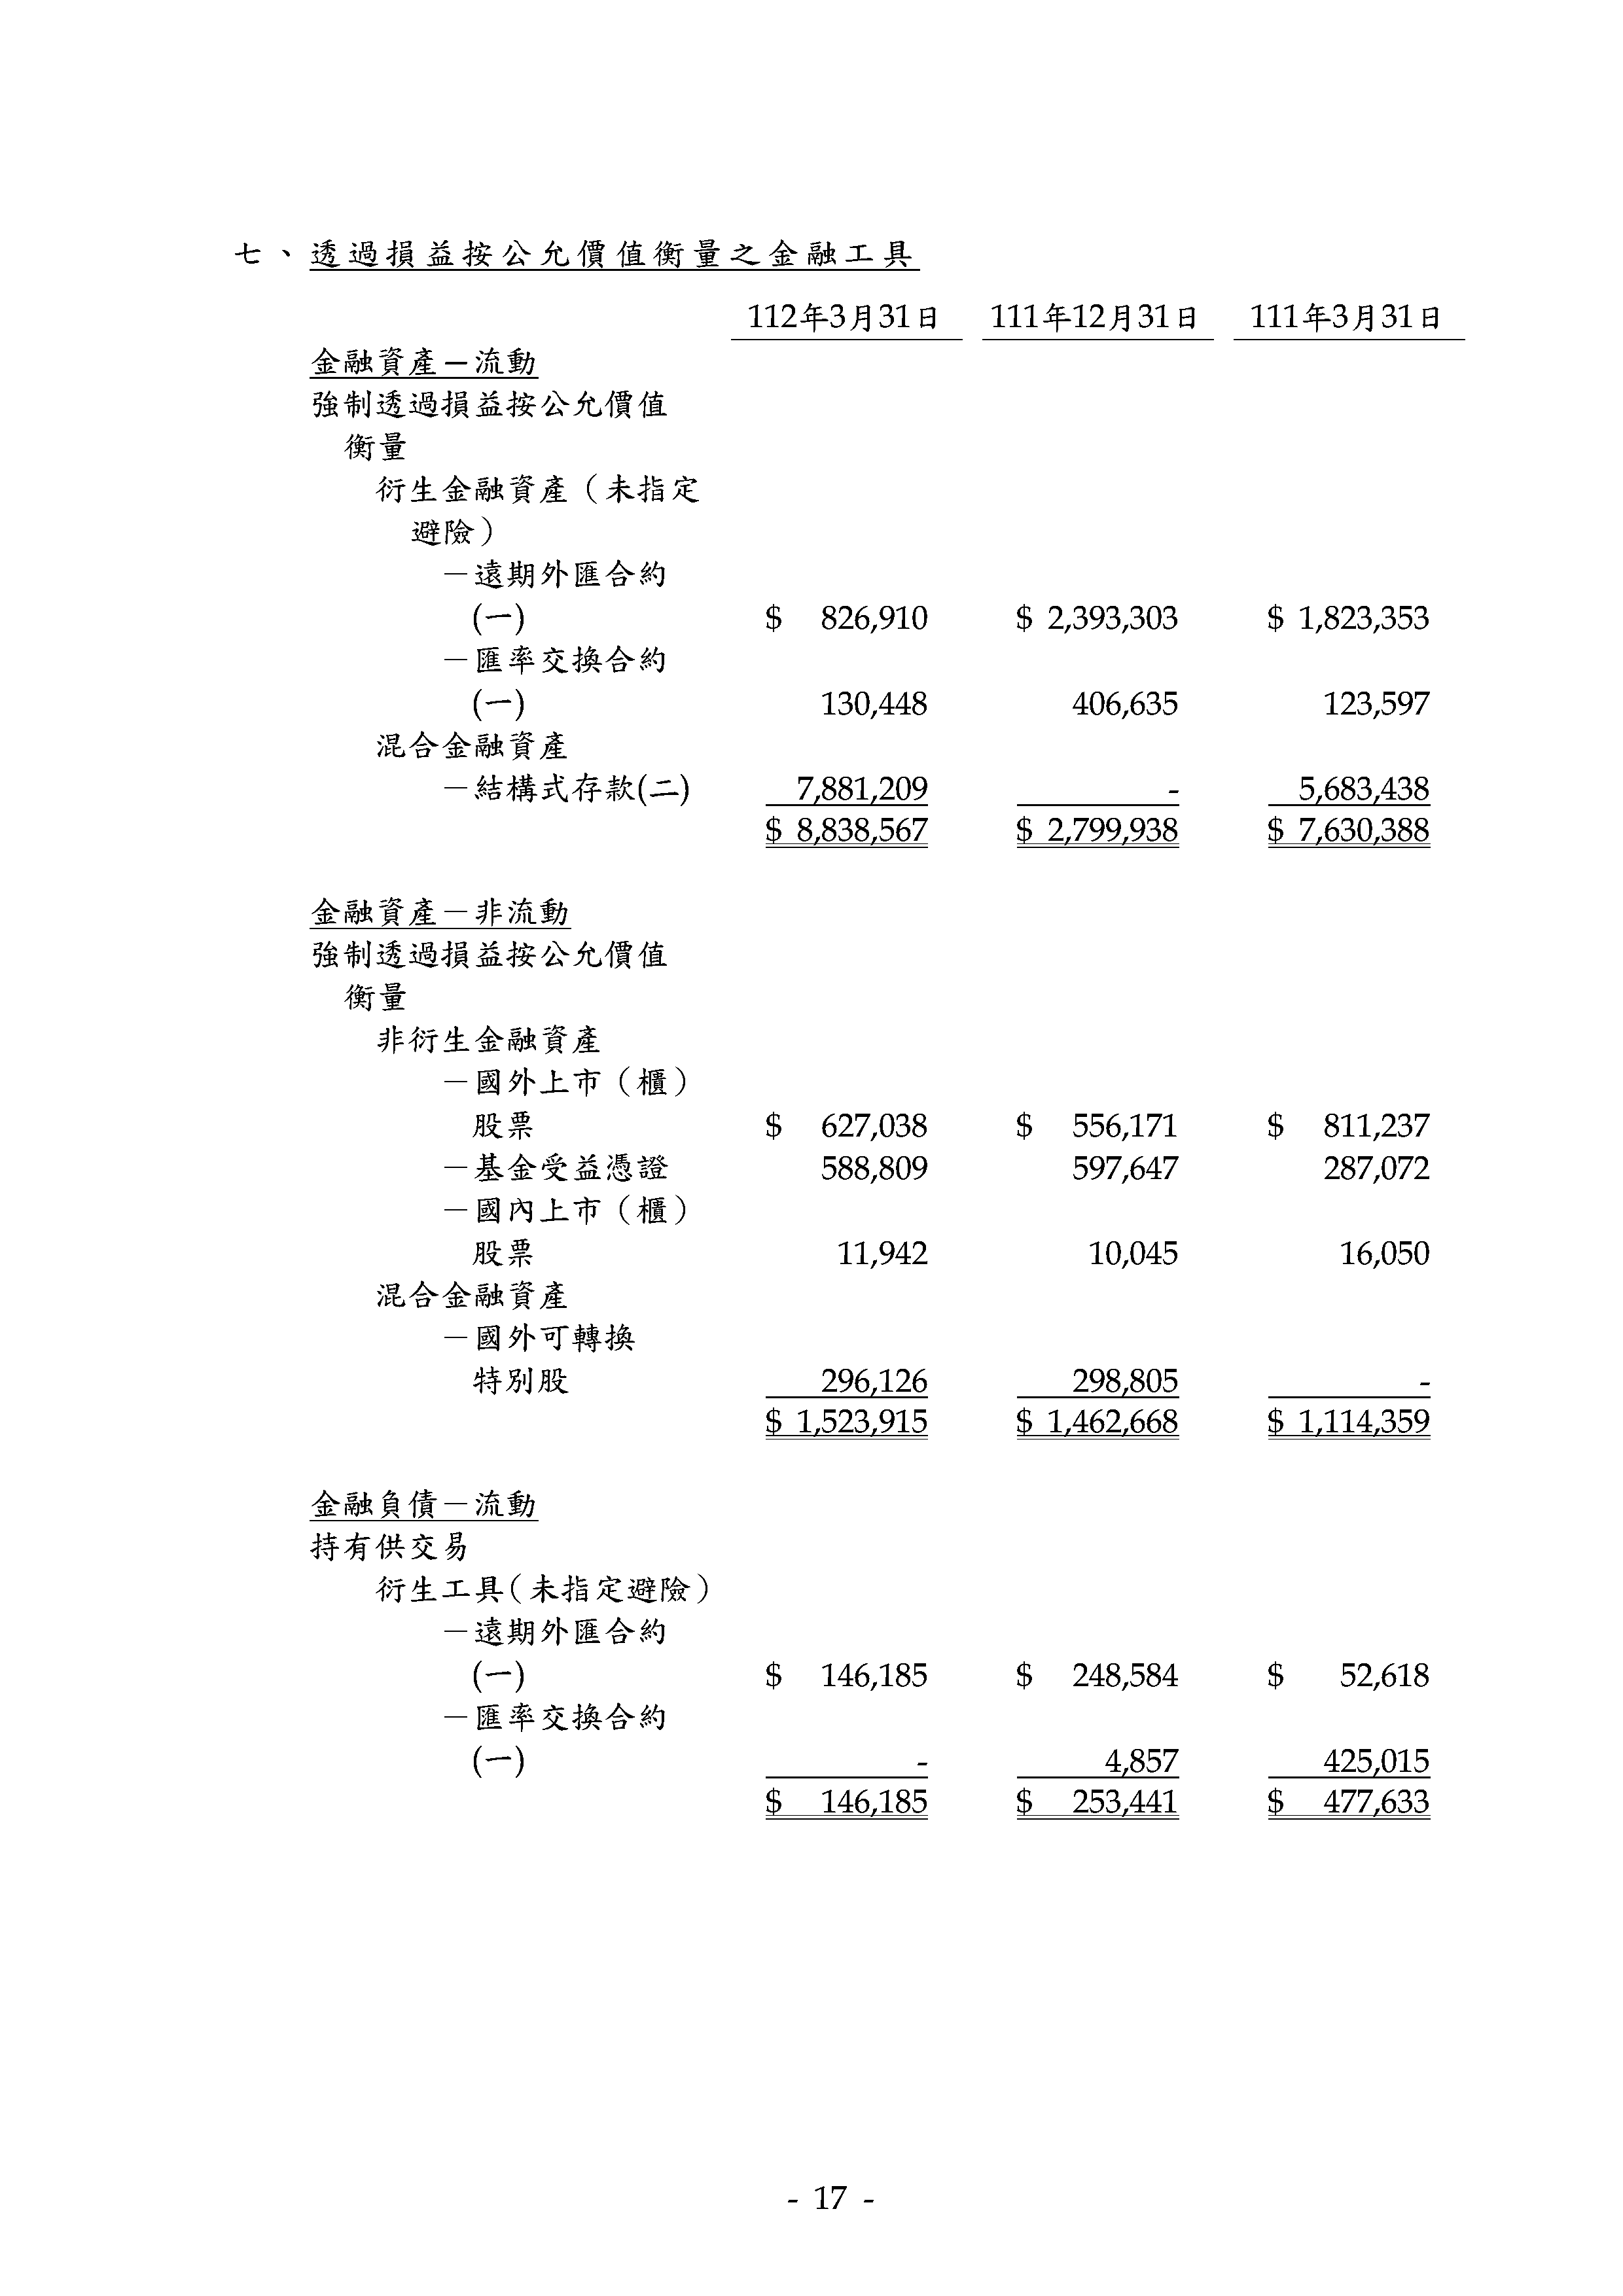 七、透過損益按公允價值衡量之金融工具
112年3月31日 111年12月31日 111年3月31日
金融資產－流動
強制透過損益按公允價值
衡量
衍生金融資產（未指定
避險）
－遠期外匯合約
(一) $ 826,910 $ 2,393,303 $ 1,823,353
－匯率交換合約
(一) 130,448 406,635 123,597
混合金融資產
－結構式存款(二) 7,881,209 - 5,683,438
$ 8,838,567 $ 2,799,938 $ 7,630,388
金融資產－非流動
強制透過損益按公允價值
衡量
非衍生金融資產
－國外上市（櫃）
股票 $ 627,038 $ 556,171 $ 811,237
－基金受益憑證 588,809 597,647 287,072
－國內上市（櫃）
股票 11,942 10,045 16,050
混合金融資產
－國外可轉換
特別股 296,126 298,805 -
$ 1,523,915 $ 1,462,668 $ 1,114,359
金融負債－流動
持有供交易
衍生工具（未指定避險）
－遠期外匯合約
(一) $ 146,185 $ 248,584 $ 52,618
－匯率交換合約
(一) - 4,857 425,015
$ 146,185 $ 253,441 $ 477,633
- 17 -